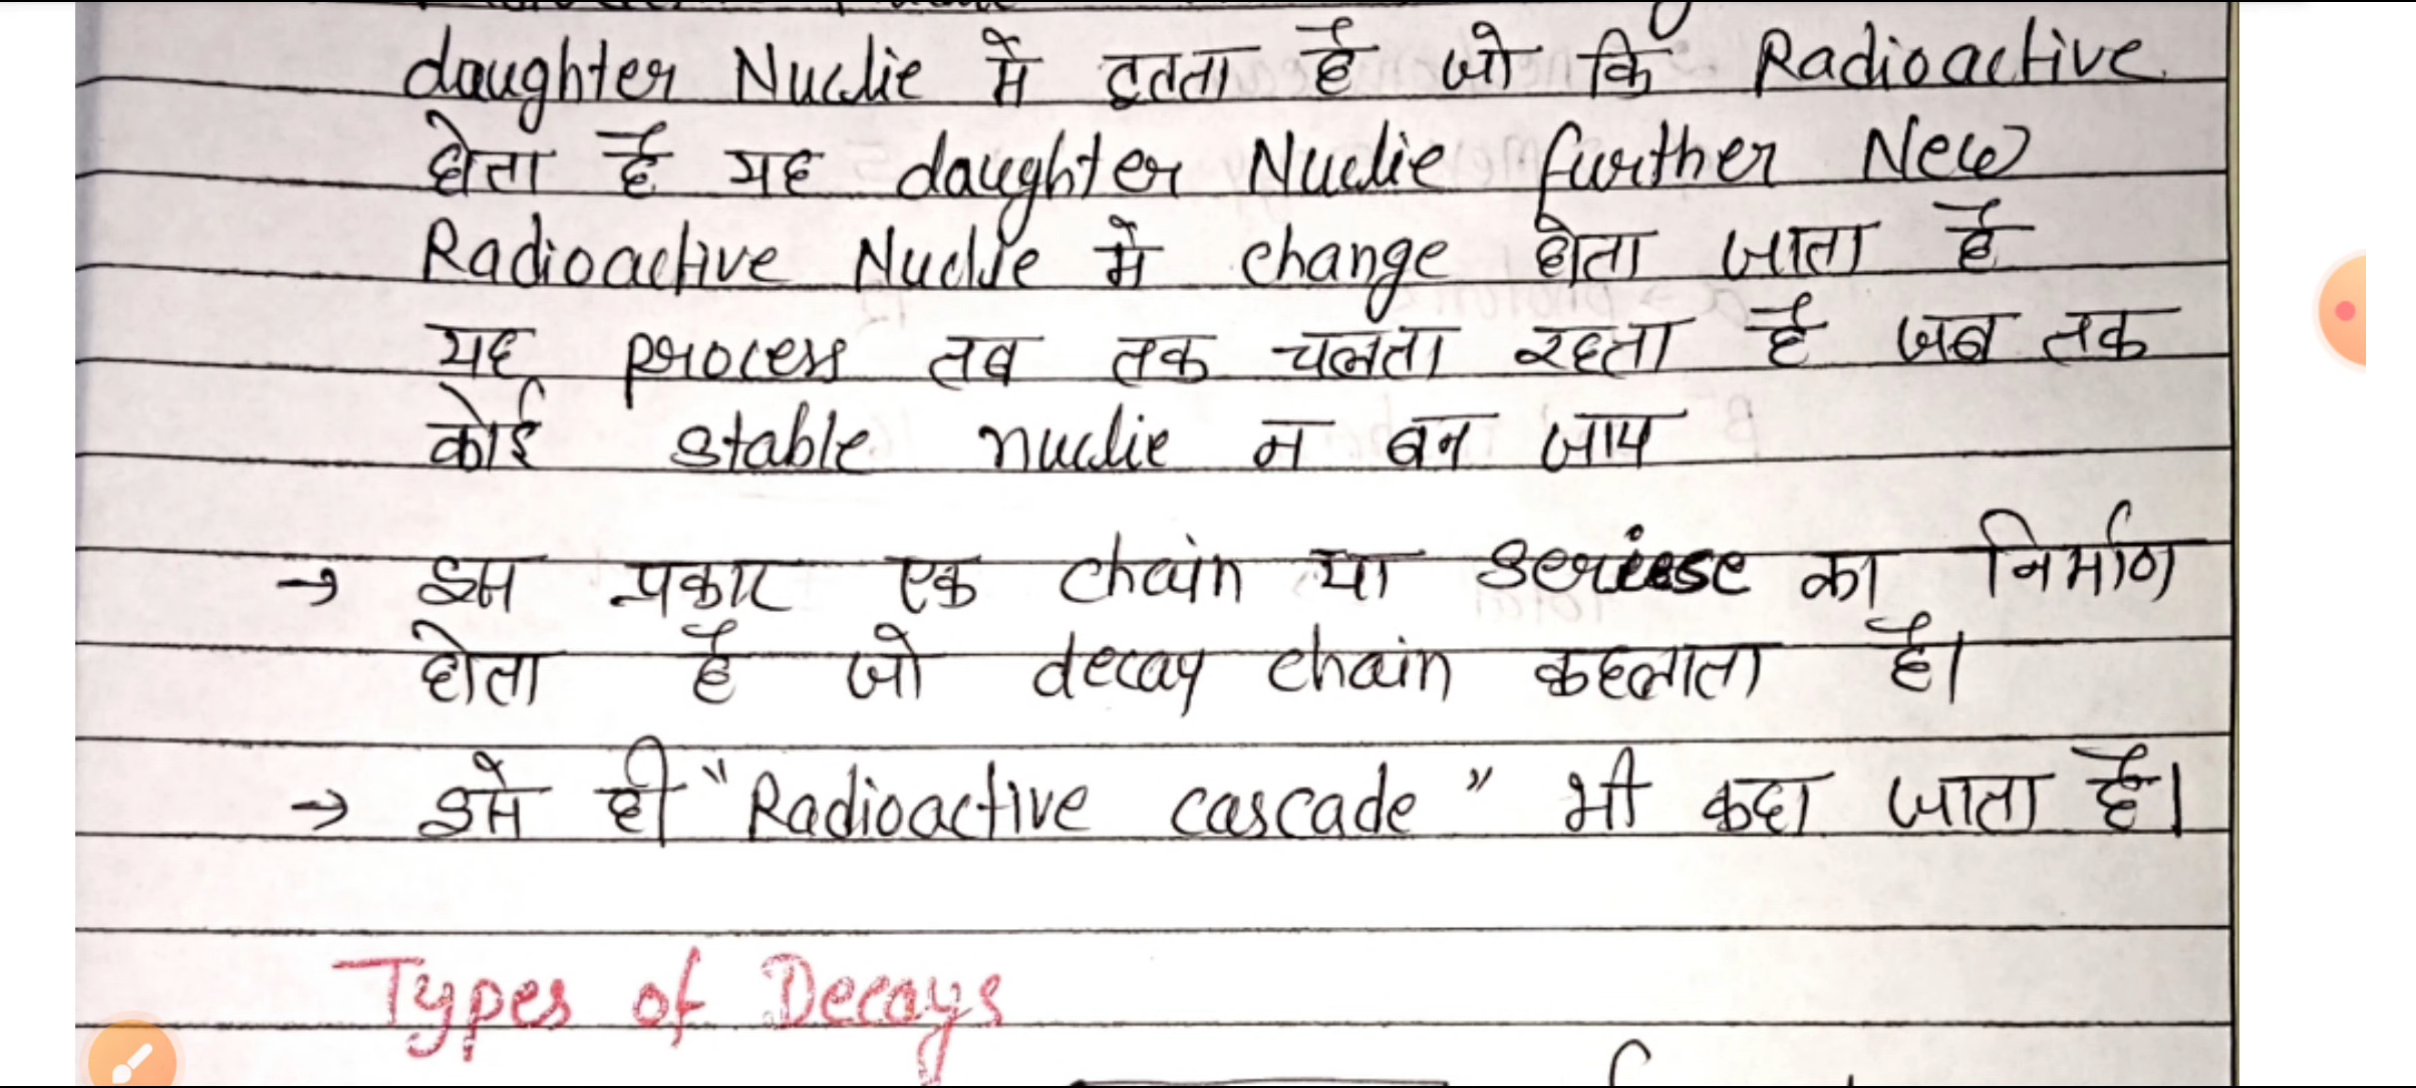 daughter Nuclie मे टूतता है जो कि Radioactive
होता है यह daughter Nuclie further New
Radioactive Nuclie मे change होता जाता है
यह process तब तक चलता रहता है जब तक
कोई stable nuclie न बन जाय
→ इस प्रकार एक chain या seriese का निर्माण
होता है जो decay chain कहलाता है।
→ इसे ही "Radioactive cascade" भी कहा जाता है।
Types of Decays